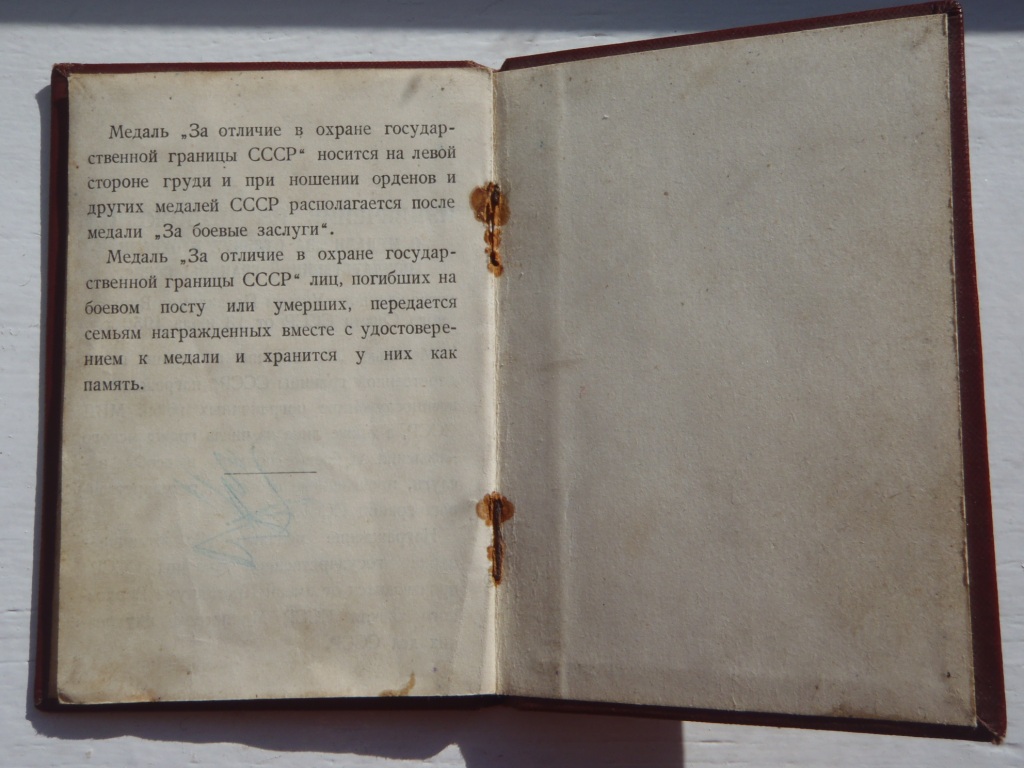 Медаль „За отличие в охране государ-
ственной границы СССР“ носится на левой
стороне груди и при ношении орденов и
других медалей СССР располагается после
медали „За боевые заслуги“.
Медаль „За отличие в охране государ-
ственной границы СССР“ лиц, погибших на
боевом посту или умерших, передается
семьям награжденных вместе с удостовере-
нием к медали и хранится у них как
память.